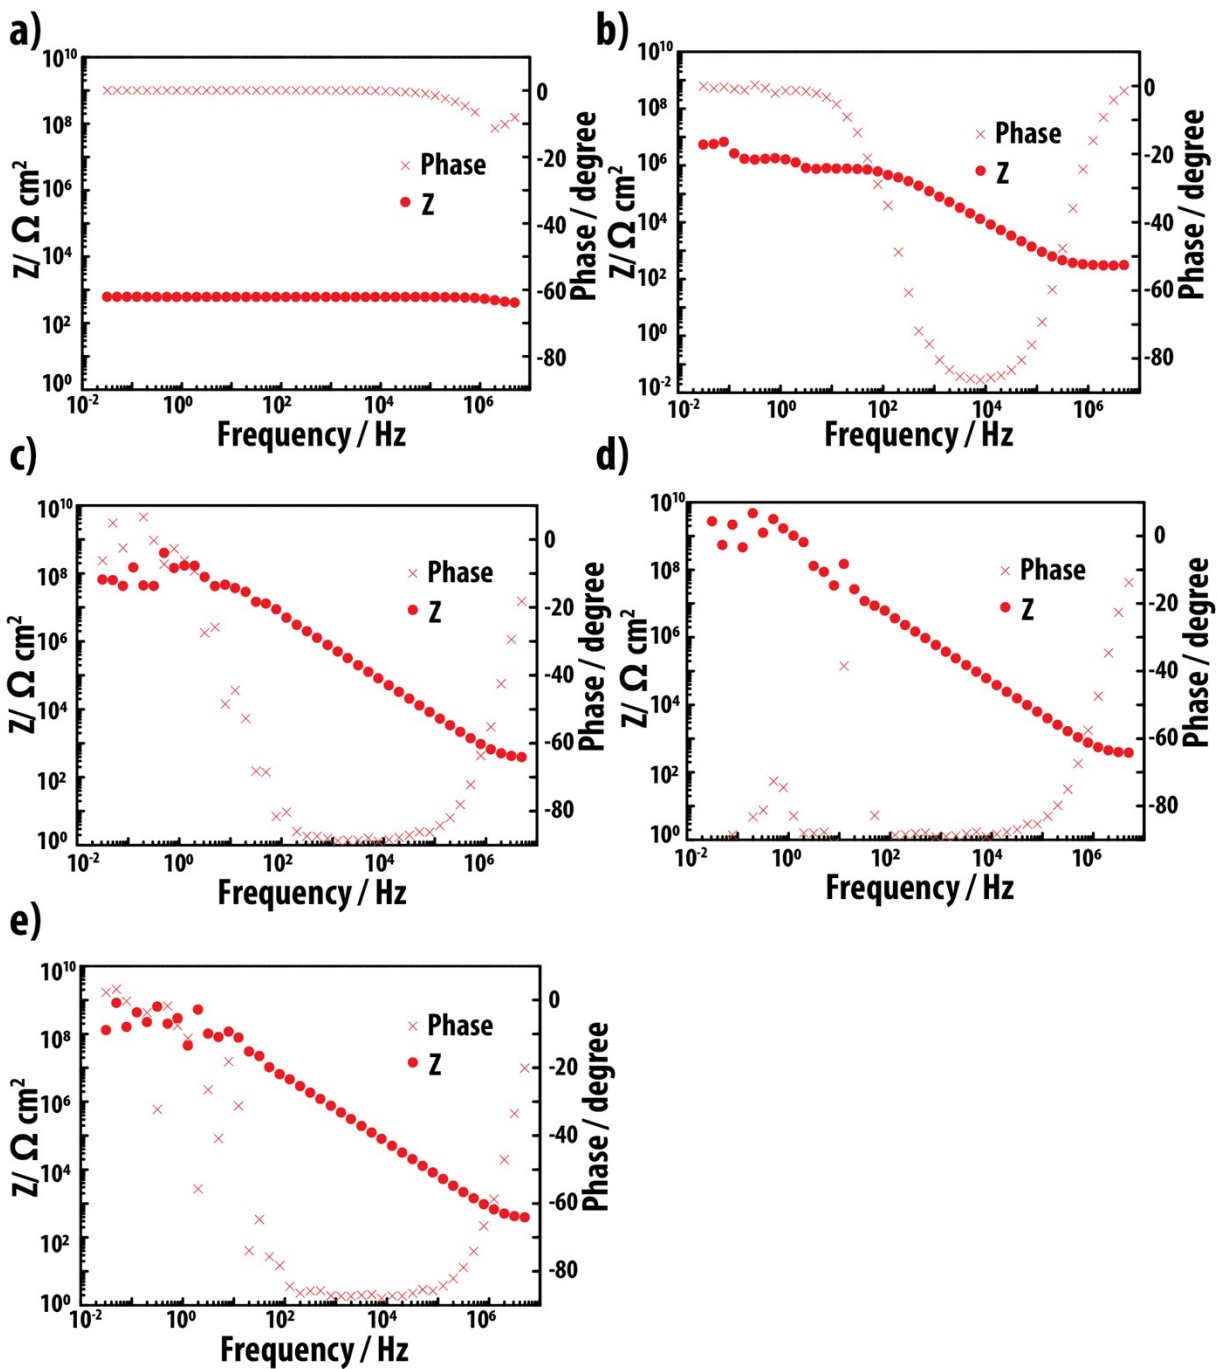 a)
10¹⁰
10⁸
10⁶
10⁴
10²
10⁰
Z/ Ω cm²
0
-20
-40
-60
-80
Phase / degree
Phase
Z
10⁻²
10⁰
10²
10⁴
10⁶
Frequency / Hz
b)
10¹⁰
10⁸
10⁶
10⁴
10²
10⁰
10⁻²
Z/ Ω cm²
0
-20
-40
-60
-80
Phase / degree
Phase
Z
10⁻²
10⁰
10²
10⁴
10⁶
Frequency / Hz
c)
10¹⁰
10⁸
10⁶
10⁴
10²
10⁰
Z/ Ω cm²
0
-20
-40
-60
-80
Phase / degree
Phase
Z
10⁻²
10⁰
10²
10⁴
10⁶
Frequency / Hz
d)
10¹⁰
10⁸
10⁶
10⁴
10²
10⁰
Z/ Ω cm²
0
-20
-40
-60
-80
Phase / degree
Phase
Z
10⁻²
10⁰
10²
10⁴
10⁶
Frequency / Hz
e)
10¹⁰
10⁸
10⁶
10⁴
10²
10⁰
Z/ Ω cm²
0
-20
-40
-60
-80
Phase / degree
Phase
Z
10⁻²
10⁰
10²
10⁴
10⁶
Frequency / Hz